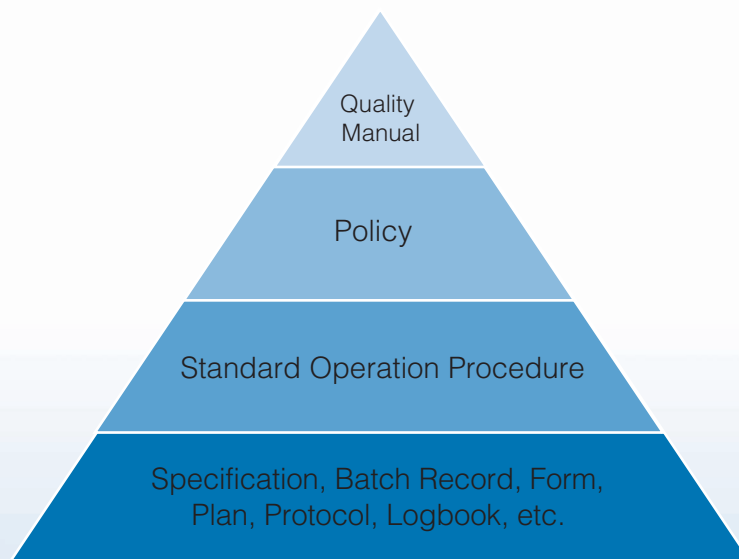 Quality
Manual
Policy
Standard Operation Procedure
Specification, Batch Record, Form,
Plan, Protocol, Logbook, etc.